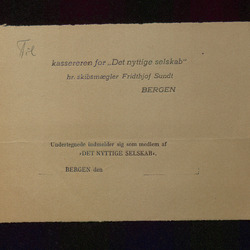 Til
kassereren for „Det nyttige selskab"
hr. skibsmægler Fridthjof Sundt
BERGEN
Undertegnede indmelder sig som medlem af
»DET NYTTIGE SELSKAB«.
BERGEN den